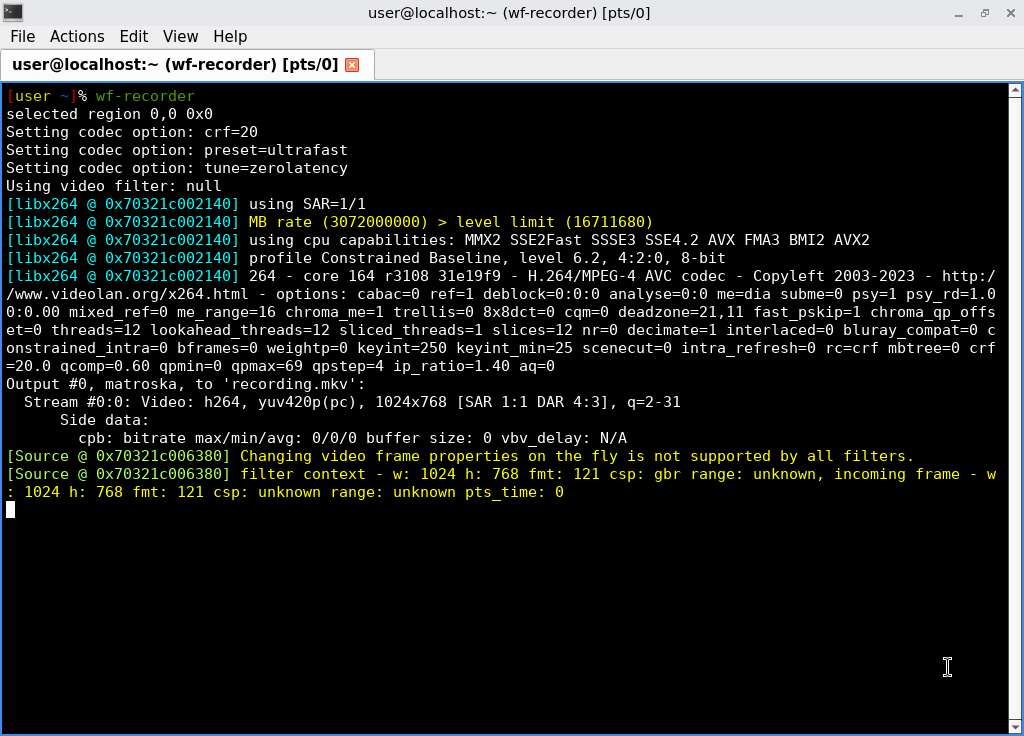 user@localhost:~ (wf-recorder) [pts/0]
File Actions Edit View Help
user@localhost:~ (wf-recorder) [pts/0]
[user ~]% wf-recorder
selected region 0,0 0x0
Setting codec option: crf=20
Setting codec option: preset=ultrafast
Setting codec option: tune=zerolatency
Using video filter: null
[libx264 @ 0x70321c002140] using SAR=1/1
[libx264 @ 0x70321c002140] MB rate (3072000000) > level limit (16711680)
[libx264 @ 0x70321c002140] using cpu capabilities: MMX2 SSE2Fast SSSE3 SSE4.2 AVX FMA3 BMI2 AVX2
[libx264 @ 0x70321c002140] profile Constrained Baseline, level 6.2, 4:2:0, 8-bit
[libx264 @ 0x70321c002140] 264 - core 164 r3108 31e19f9 - H.264/MPEG-4 AVC codec - Copyleft 2003-2023 - http:/
/www.videolan.org/x264.html - options: cabac=0 ref=1 deblock=0:0:0 analyse=0:0 me=dia subme=0 psy=1 psy_rd=1.0
0:0.00 mixed_ref=0 me_range=16 chroma_me=1 trellis=0 8x8dct=0 cqm=0 deadzone=21,11 fast_pskip=1 chroma_qp_offs
et=0 threads=12 lookahead_threads=12 sliced_threads=1 slices=12 nr=0 decimate=1 interlaced=0 bluray_compat=0 c
onstrained_intra=0 bframes=0 weightp=0 keyint=250 keyint_min=25 scenecut=0 intra_refresh=0 rc=crf mbtree=0 crf
=20.0 qcomp=0.60 qpmin=0 qpmax=69 qpstep=4 ip_ratio=1.40 aq=0
Output #0, matroska, to 'recording.mkv':
  Stream #0:0: Video: h264, yuv420p(pc), 1024x768 [SAR 1:1 DAR 4:3], q=2-31
      Side data:
        cpb: bitrate max/min/avg: 0/0/0 buffer size: 0 vbv_delay: N/A
[Source @ 0x70321c006380] Changing video frame properties on the fly is not supported by all filters.
[Source @ 0x70321c006380] filter context - w: 1024 h: 768 fmt: 121 csp: gbr range: unknown, incoming frame - w
: 1024 h: 768 fmt: 121 csp: unknown range: unknown pts_time: 0